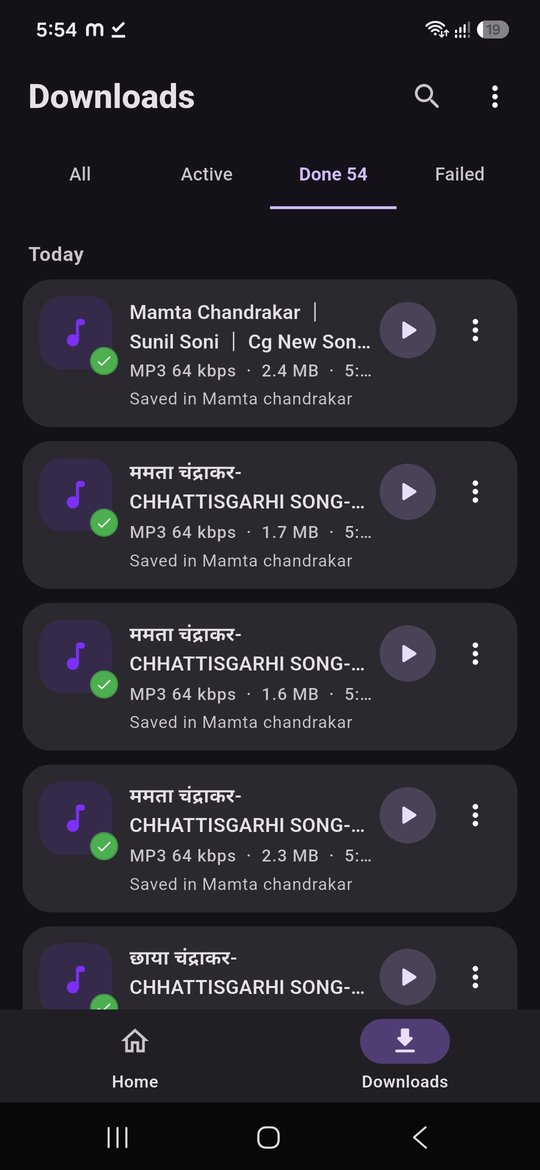 5:54 m
19
Downloads
All Active Done 54 Failed
Today
Mamta Chandrakar |
Sunil Soni | Cg New Son...
MP3 64 kbps · 2.4 MB · 5:...
Saved in Mamta chandrakar
ममता चंद्राकर-
CHHATTISGARHI SONG-...
MP3 64 kbps · 1.7 MB · 5:...
Saved in Mamta chandrakar
ममता चंद्राकर-
CHHATTISGARHI SONG-...
MP3 64 kbps · 1.6 MB · 5:...
Saved in Mamta chandrakar
ममता चंद्राकर-
CHHATTISGARHI SONG-...
MP3 64 kbps · 2.3 MB · 5:...
Saved in Mamta chandrakar
छाया चंद्राकर-
CHHATTISGARHI SONG-...
Home Downloads